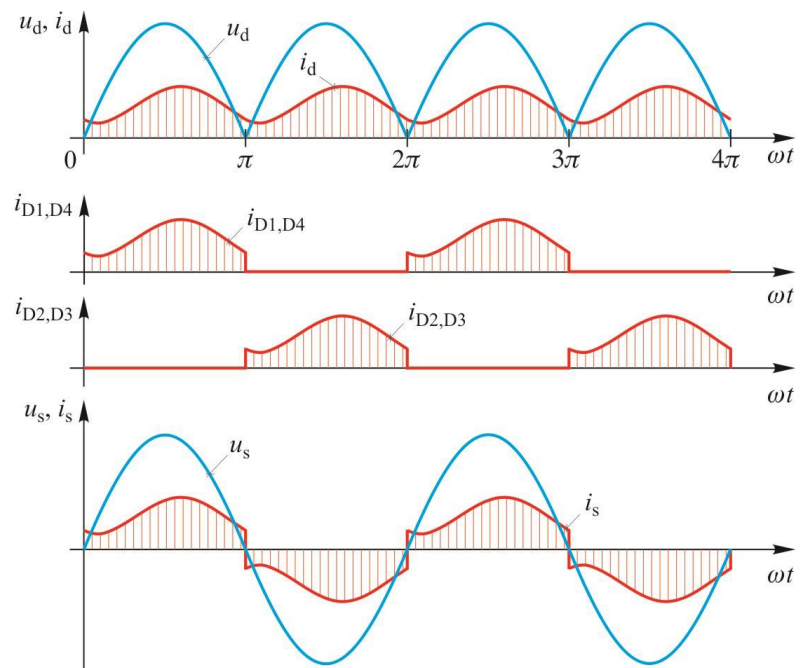 u_d, i_d
u_d
i_d
0 π 2π 3π 4π ωt
i_D1,D4
i_D1,D4
ωt
i_D2,D3
i_D2,D3
ωt
u_s, i_s
u_s
i_s
ωt